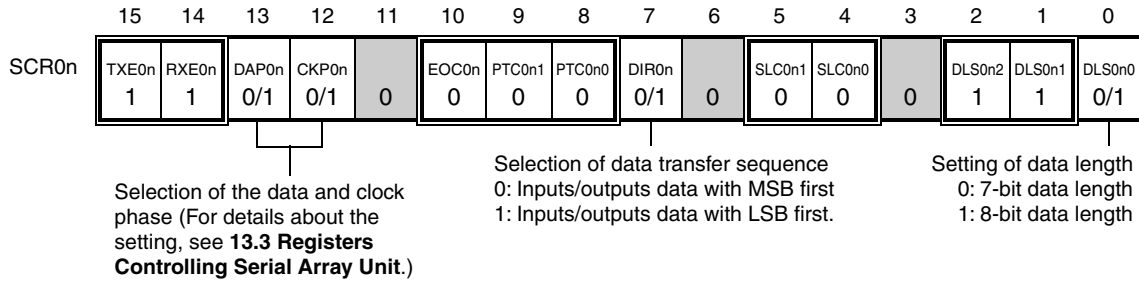 15 14 13 12 11 10 9 8 7 6 5 4 3 2 1 0
SCR0n TXE0n RXE0n DAP0n CKP0n EOC0n PTC0n1 PTC0n0 DIR0n SLC0n1 SLC0n0 DLS0n2 DLS0n1 DLS0n0
1 1 0/1 0/1 0 0 0 0 0/1 0 0 0 0 1 1 0/1
Selection of the data and clock
phase (For details about the
setting, see 13.3 Registers
Controlling Serial Array Unit.)
Selection of data transfer sequence
0: Inputs/outputs data with MSB first
1: Inputs/outputs data with LSB first.
Setting of data length
0: 7-bit data length
1: 8-bit data length